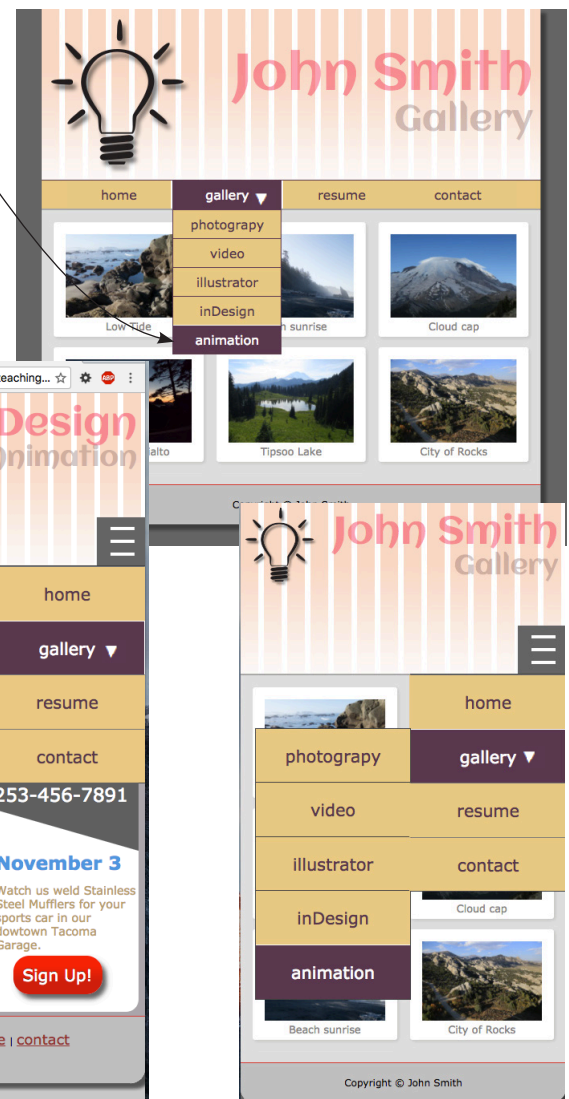 John Smith
Gallery
home gallery ▼ resume contact
photograpy
video
illustrator
inDesign
animation
Low Tide sunrise Cloud cap
alto Tipsoo Lake City of Rocks
teaching...
ABP
Design
home
gallery ▼
resume
contact
253-456-7891
November 3
Watch us weld Stainless
Steel Mufflers for your
sports car in our
Garage.
Sign Up!
contact
John Smith
Gallery
home
gallery ▼
resume
contact
photograpy
video
illustrator
inDesign
animation
Cloud cap
Beach sunrise City of Rocks
Copyright © John Smith